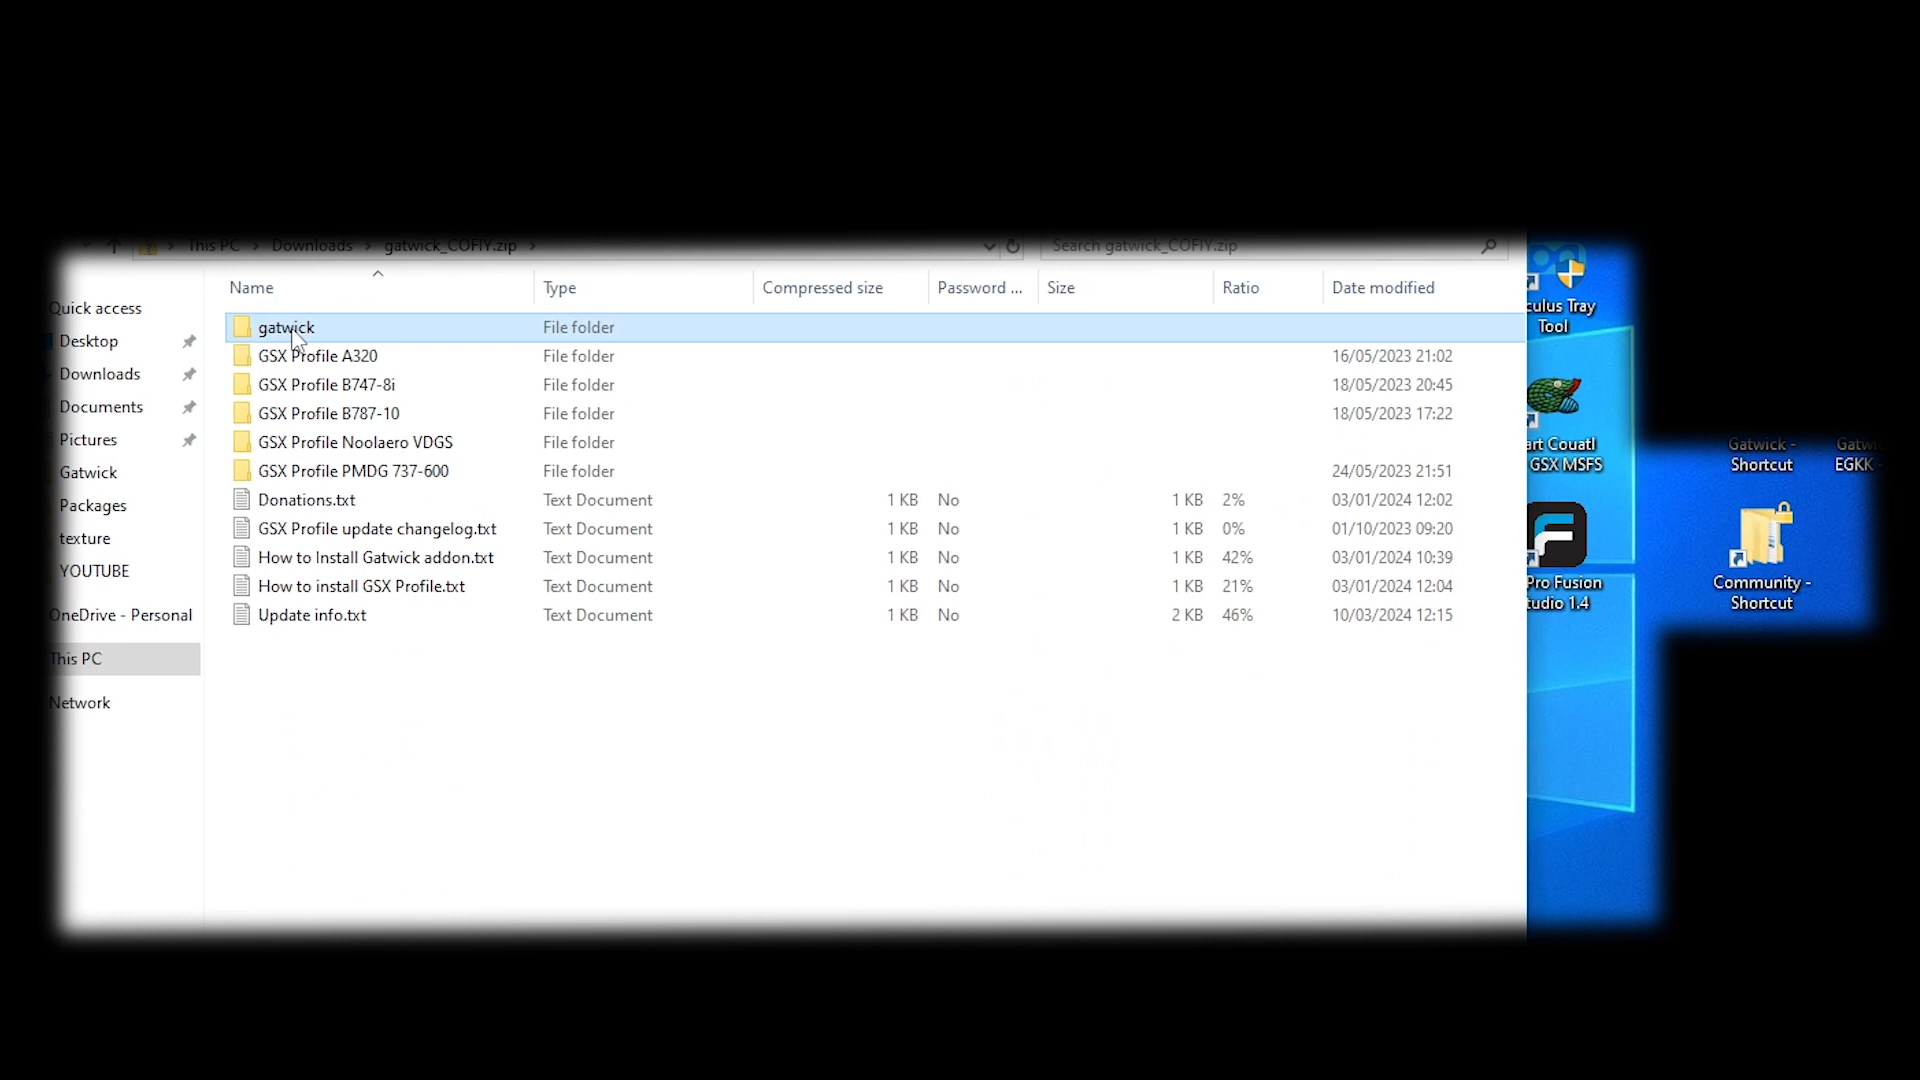 This PC > Downloads > gatwick_COFIY.zip >
Search gatwick_COFIY.zip
Name Type Compressed size Password ... Size Ratio Date modified
Quick access
Desktop
Downloads
Documents
Pictures
Gatwick
Packages
texture
YOUTUBE
OneDrive - Personal
This PC
Network
gatwick File folder
GSX Profile A320 File folder 16/05/2023 21:02
GSX Profile B747-8i File folder 18/05/2023 20:45
GSX Profile B787-10 File folder 18/05/2023 17:22
GSX Profile Noolaero VDGS File folder
GSX Profile PMDG 737-600 File folder 24/05/2023 21:51
Donations.txt Text Document 1 KB No 1 KB 2% 03/01/2024 12:02
GSX Profile update changelog.txt Text Document 1 KB No 1 KB 0% 01/10/2023 09:20
How to Install Gatwick addon.txt Text Document 1 KB No 1 KB 42% 03/01/2024 10:39
How to install GSX Profile.txt Text Document 1 KB No 1 KB 21% 03/01/2024 12:04
Update info.txt Text Document 1 KB No 2 KB 46% 10/03/2024 12:15
culus Tray
Tool
art Couatl
GSX MSFS
Pro Fusion
tudio 1.4
Gatwick -
Shortcut
Gatwi
EGKK -
Community -
Shortcut